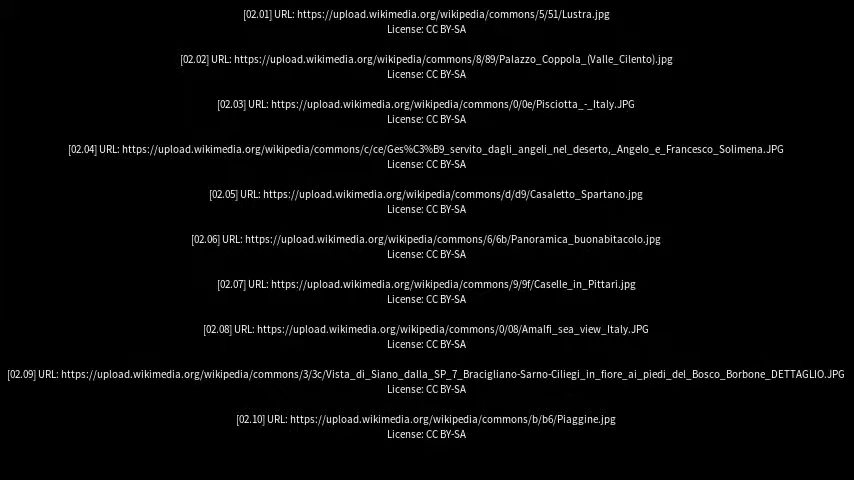 [02.01] URL: https://upload.wikimedia.org/wikipedia/commons/5/51/Lustra.jpg
License: CC BY-SA
[02.02] URL: https://upload.wikimedia.org/wikipedia/commons/8/89/Palazzo_Coppola_(Valle_Cilento).jpg
License: CC BY-SA
[02.03] URL: https://upload.wikimedia.org/wikipedia/commons/0/0e/Pisciotta_-_Italy.JPG
License: CC BY-SA
[02.04] URL: https://upload.wikimedia.org/wikipedia/commons/c/ce/Ges%C3%B9_servito_dagli_angeli_nel_deserto,_Angelo_e_Francesco_Solimena.JPG
License: CC BY-SA
[02.05] URL: https://upload.wikimedia.org/wikipedia/commons/d/d9/Casaletto_Spartano.jpg
License: CC BY-SA
[02.06] URL: https://upload.wikimedia.org/wikipedia/commons/6/6b/Panoramica_buonabitacolo.jpg
License: CC BY-SA
[02.07] URL: https://upload.wikimedia.org/wikipedia/commons/9/9f/Caselle_in_Pittari.jpg
License: CC BY-SA
[02.08] URL: https://upload.wikimedia.org/wikipedia/commons/0/08/Amalfi_sea_view_Italy.JPG
License: CC BY-SA
[02.09] URL: https://upload.wikimedia.org/wikipedia/commons/3/3c/Vista_di_Siano_dalla_SP_7_Bracigliano-Sarno-Ciliegi_in_fiore_ai_piedi_del_Bosco_Borbone_DETTAGLIO.JPG
License: CC BY-SA
[02.10] URL: https://upload.wikimedia.org/wikipedia/commons/b/b6/Piaggine.jpg
License: CC BY-SA